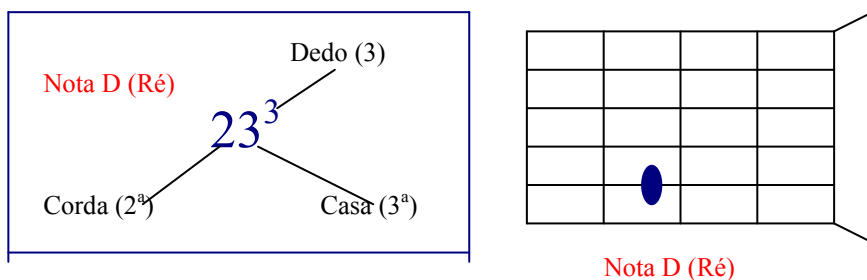 Dedo (3)
Nota D (Ré)
23³
Corda (2ª)
Casa (3ª)
Nota D (Ré)